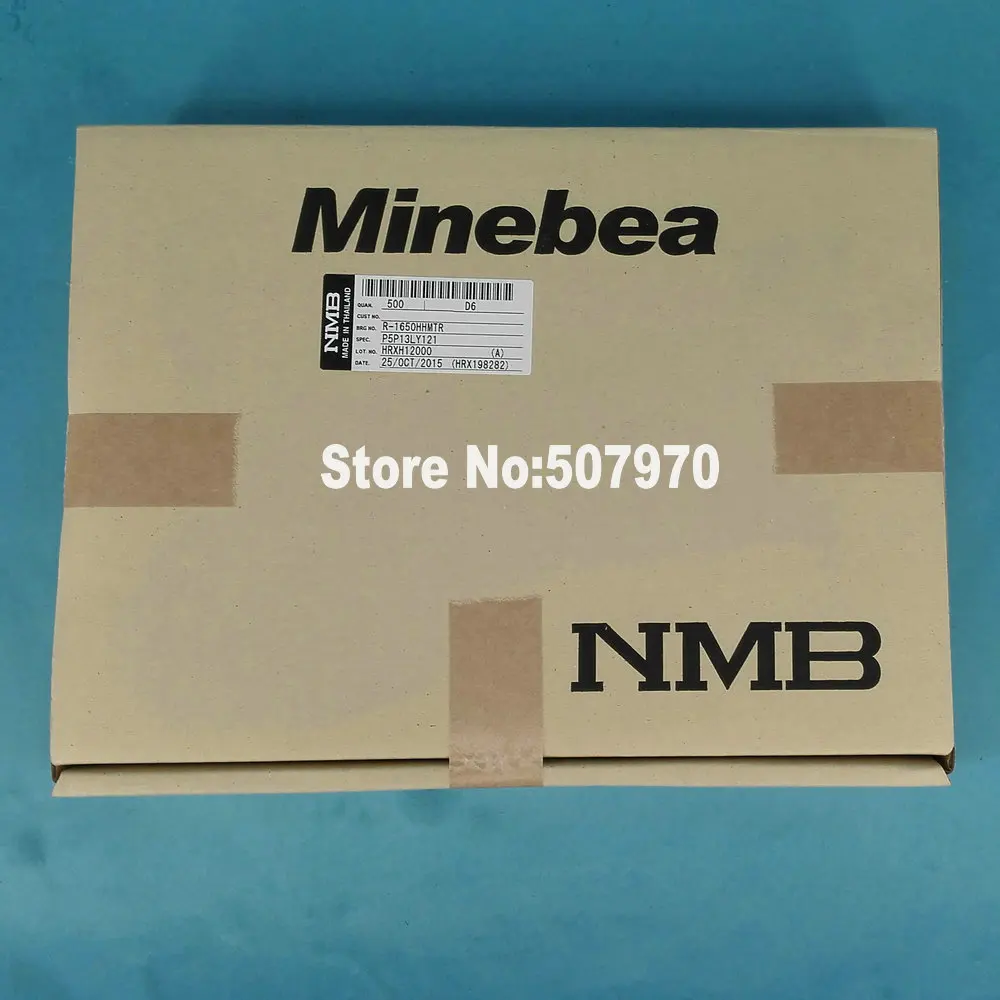 Minebea
NMB
MADE IN THAILAND
QUAN. 500 D6
CUST NO.
BRG NO. R-1650HHMTR
SPEC. P5P13LY121
LOT. NO. HRXH12000 (A)
DATE. 25/OCT/2015 (HRX198282)
Store No:507970
NMB